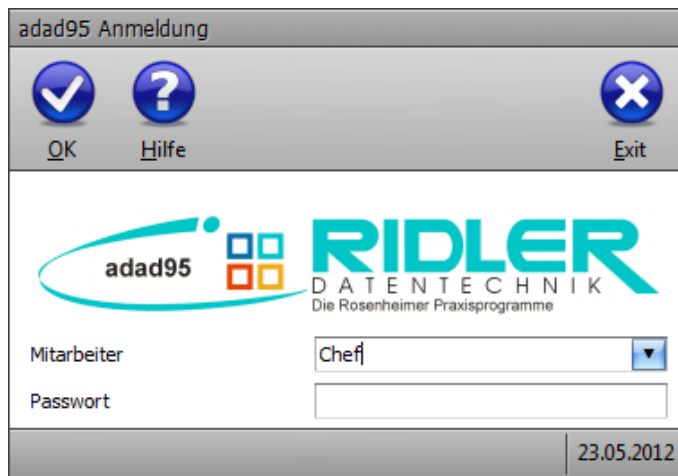 adad95 Anmeldung
OK Hilfe Exit
adad95 RIDLER
DATENTECHNIK
Die Rosenheimer Praxisprogramme
Mitarbeiter Chef
Passwort
23.05.2012